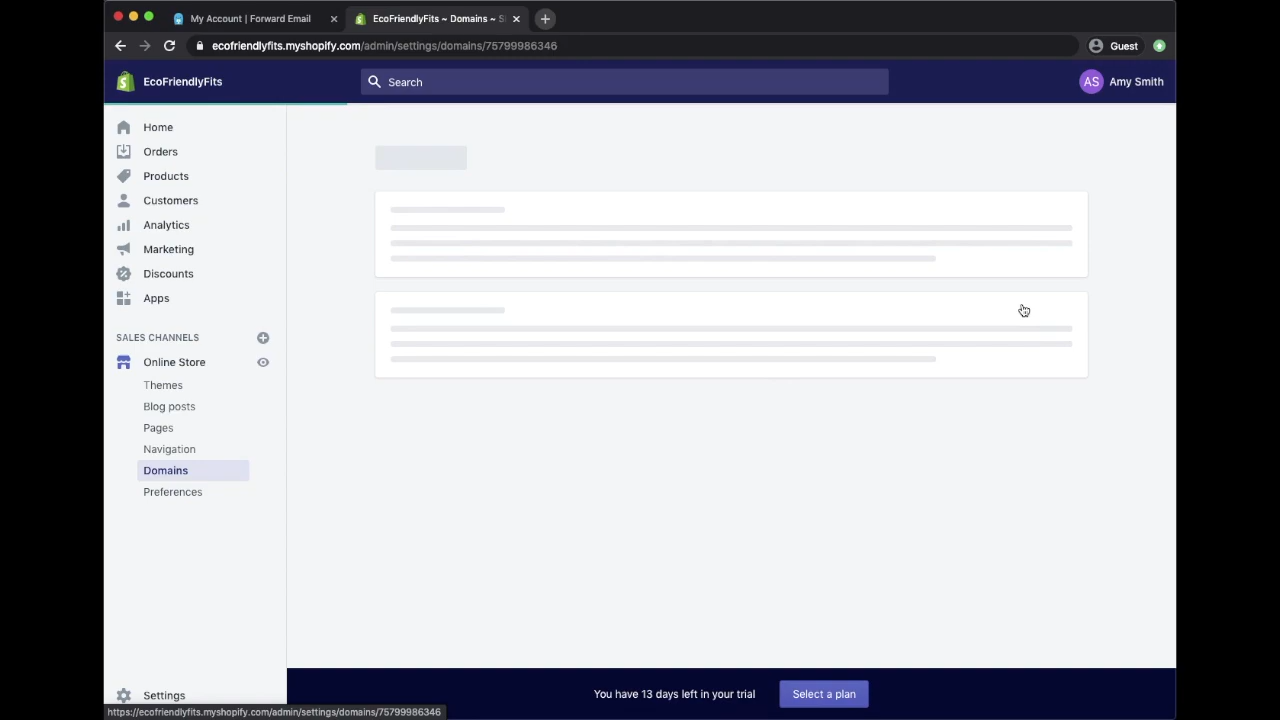 My Account | Forward Email
EcoFriendlyFits ~ Domains ~ S
ecofriendlyfits.myshopify.com/admin/settings/domains/75799986346
Guest
EcoFriendlyFits
Search
AS
Amy Smith
Home
Orders
Products
Customers
Analytics
Marketing
Discounts
Apps
SALES CHANNELS
Online Store
Themes
Blog posts
Pages
Navigation
Domains
Preferences
Settings
You have 13 days left in your trial
Select a plan
https://ecofriendlyfits.myshopify.com/admin/settings/domains/75799986346